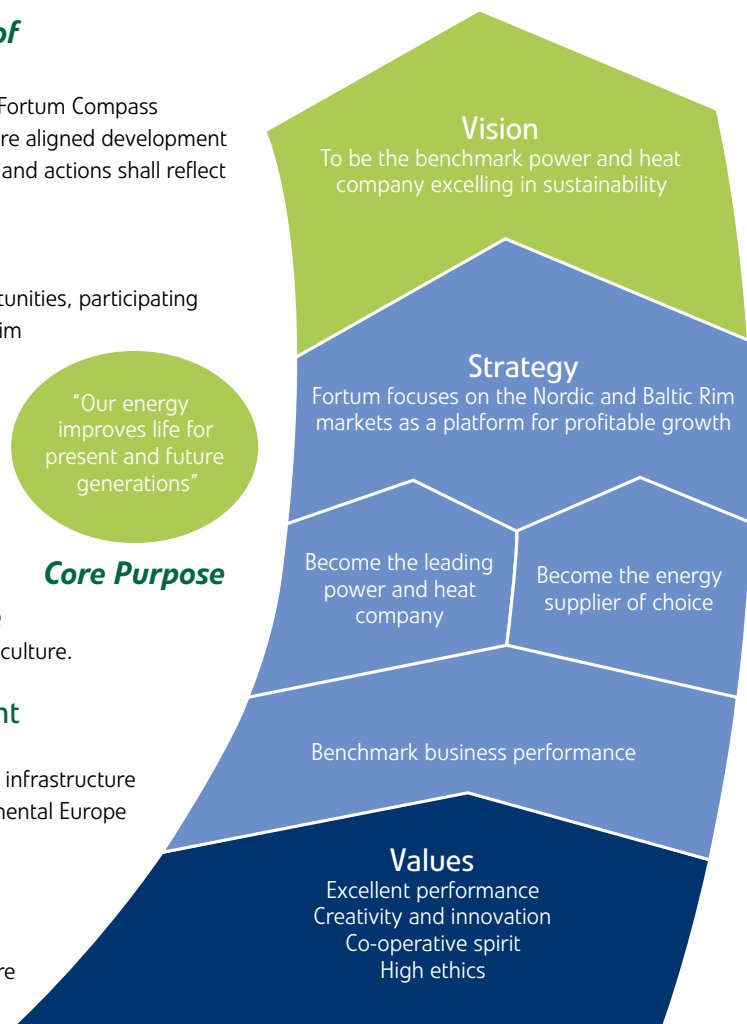 of
Fortum Compass
re aligned development
and actions shall reflect
tunities, participating
im
"Our energy
improves life for
present and future
generations"
Core Purpose
culture.
nt
infrastructure
nental Europe
re
Vision
To be the benchmark power and heat
company excelling in sustainability
Strategy
Fortum focuses on the Nordic and Baltic Rim
markets as a platform for profitable growth
Become the leading
power and heat
company
Become the energy
supplier of choice
Benchmark business performance
Values
Excellent performance
Creativity and innovation
Co-operative spirit
High ethics